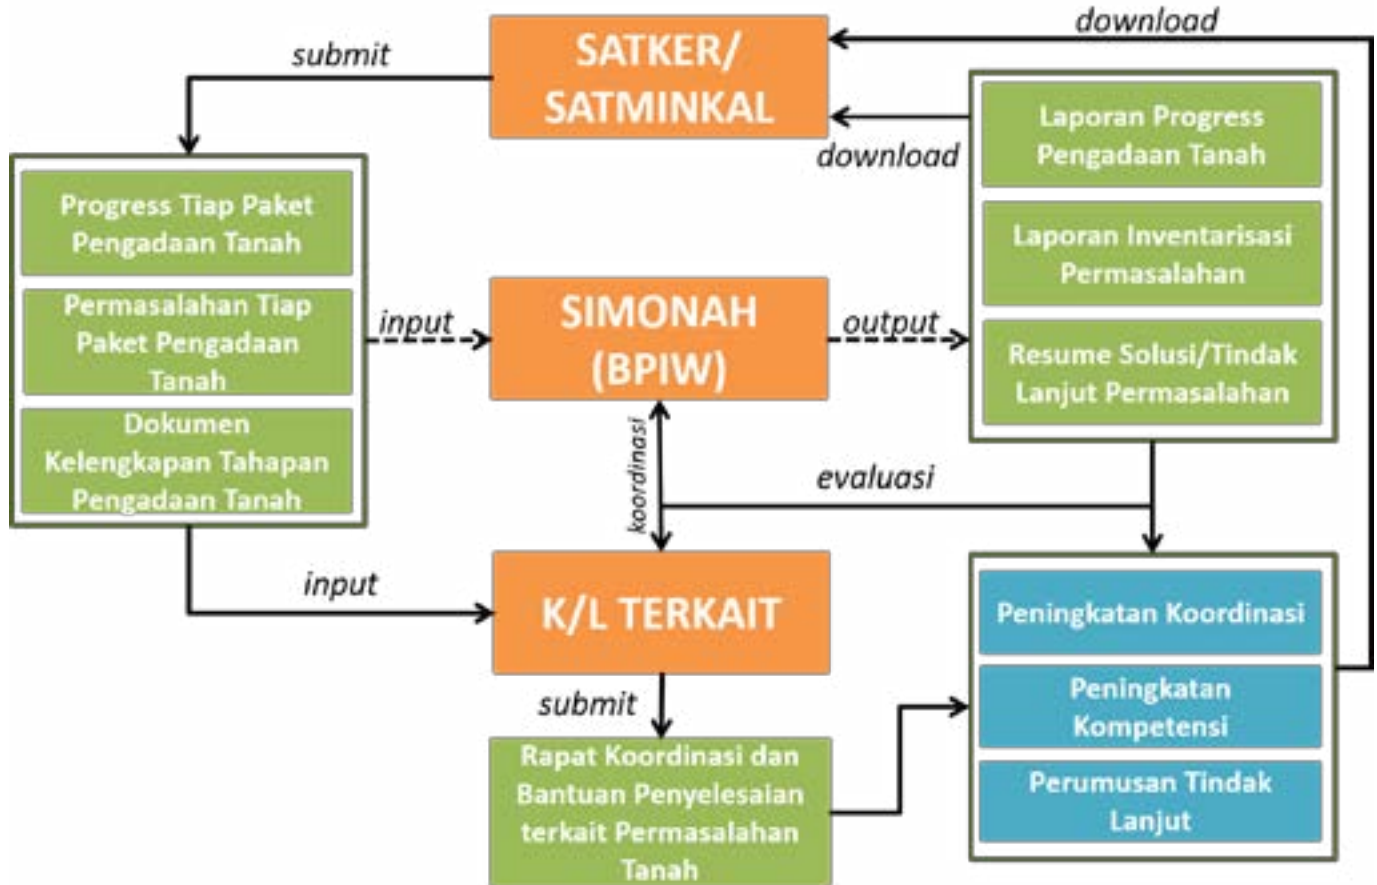 download
submit
SATKER/
SATMINKAL
download
Laporan Progress
Pengadaan Tanah
Laporan Inventarisasi
Permasalahan
Resume Solusi/Tindak
Lanjut Permasalahan
Progress Tiap Paket
Pengadaan Tanah
Permasalahan Tiap
Paket Pengadaan
Tanah
Dokumen
Kelengkapan Tahapan
Pengadaan Tanah
input
SIMONAH
(BPIW)
output
koordinasi
evaluasi
input
K/L TERKAIT
submit
Rapat Koordinasi dan
Bantuan Penyelesaian
terkait Permasalahan
Tanah
Peningkatan Koordinasi
Peningkatan
Kompetensi
Perumusan Tindak
Lanjut